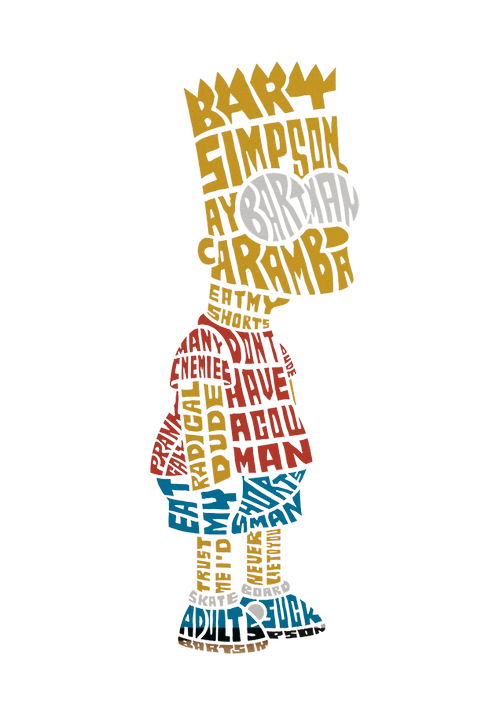 BART
SIMPSON
AY
BARTMAN
CARAMBA
EAT MY
SHORTS
MANY
ENEMIES
DON'T
DUDE
HAVE
A COW
MAN
PRANK
CALL
RADICAL
DUDE
EAT
MY
SHORTS
MAN
TRUST
ME I'D
NEVER
LIE TO YOU
SKATE BOARD
ADULTS SUCK
BARTSIMPSON